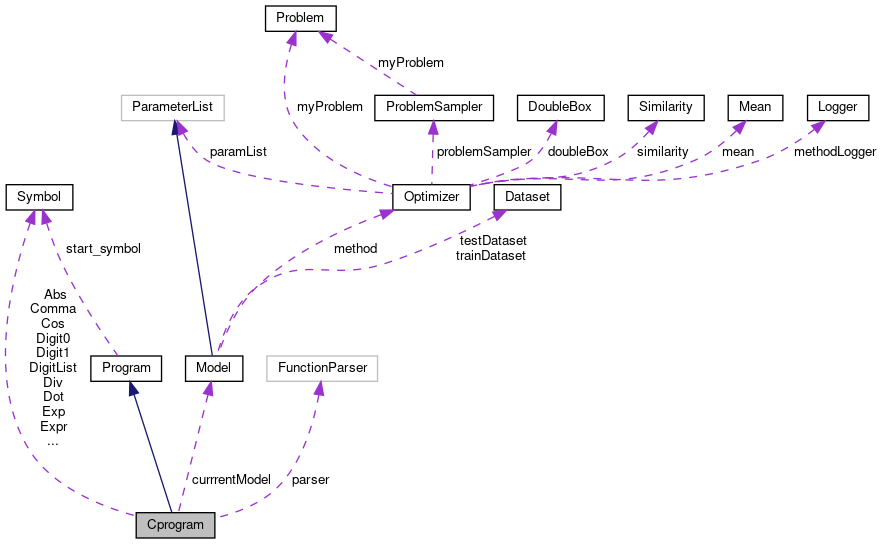 Problem
myProblem
ParameterList
ProblemSampler
DoubleBox
Similarity
Mean
Logger
myProblem
paramList
problemSampler
doubleBox
similarity
mean
methodLogger
Symbol
Optimizer
Dataset
start_symbol
method
testDataset
trainDataset
Abs
Comma
Cos
Digit0
Digit1
DigitList
Div
Dot
Exp
Expr
...
Program
Model
FunctionParser
currrentModel
parser
Cprogram